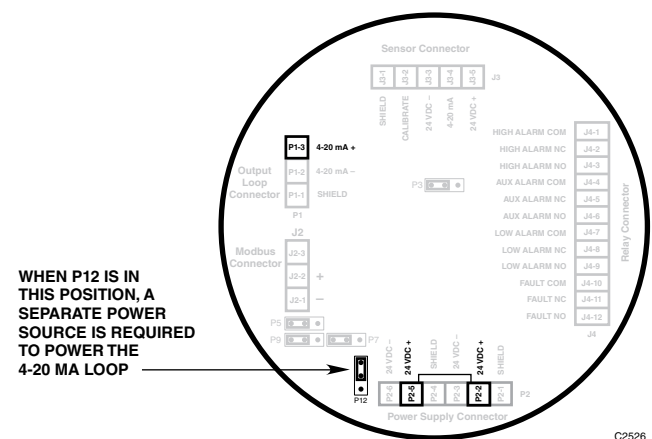 Sensor Connector
J3-1
J3-2
J3-3
J3-4
J3-5
J3
SHIELD
CALIBRATE
24 VDC –
4-20 mA
24 VDC +
P1-3 4-20 mA +
Output
Loop
Connector
P1-2 4-20 mA –
P1-1 SHIELD
P1
P3
HIGH ALARM COM J4-1
HIGH ALARM NC J4-2
HIGH ALARM NO J4-3
AUX ALARM COM J4-4
AUX ALARM NC J4-5
AUX ALARM NO J4-6
LOW ALARM COM J4-7
LOW ALARM NC J4-8
LOW ALARM NO J4-9
FAULT COM J4-10
FAULT NC J4-11
FAULT NO J4-12
J4
Relay Connector
J2
Modbus
Connector
J2-3
J2-2 +
J2-1 –
P5
P9
P7
WHEN P12 IS IN
THIS POSITION, A
SEPARATE POWER
SOURCE IS REQUIRED
TO POWER THE
4-20 MA LOOP
P12
24 VDC –
24 VDC +
SHIELD
24 VDC –
24 VDC +
SHIELD
P2-6
P2-5
P2-4
P2-3
P2-2
P2-1
P2
Power Supply Connector
C2526